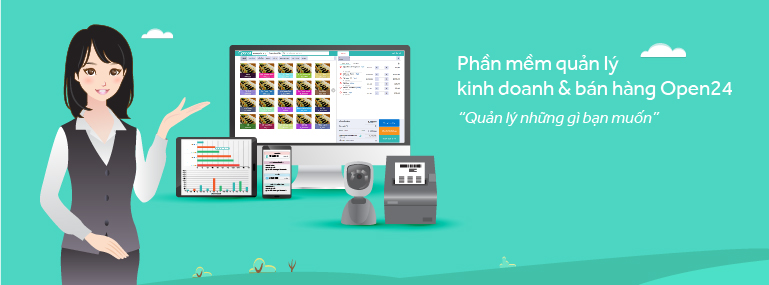 Phần mềm quản lý
kinh doanh & bán hàng Open24
“Quản lý những gì bạn muốn”